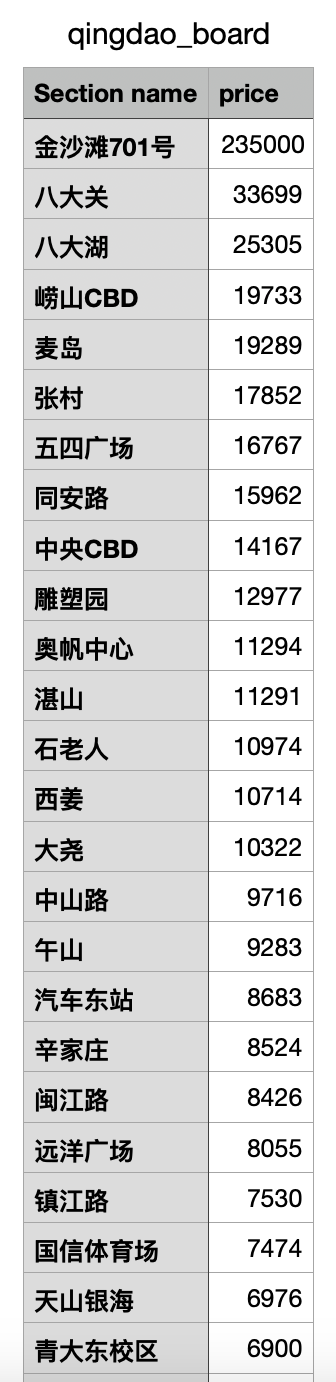 qingdao_board
Section name price
金沙滩701号 235000
八大关 33699
八大湖 25305
崂山CBD 19733
麦岛 19289
张村 17852
五四广场 16767
同安路 15962
中央CBD 14167
雕塑园 12977
奥帆中心 11294
湛山 11291
石老人 10974
西姜 10714
大尧 10322
中山路 9716
午山 9283
汽车东站 8683
辛家庄 8524
闽江路 8426
远洋广场 8055
镇江路 7530
国信体育场 7474
天山银海 6976
青大东校区 6900